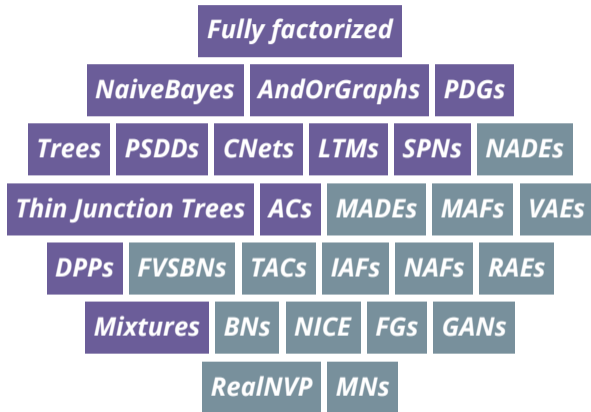 Fully factorized
NaiveBayes AndOrGraphs PDGs
Trees PSDDs CNets LTMs SPNs NADEs
Thin Junction Trees ACs MADEs MAFs VAEs
DPPs FVSBNs TACs IAFs NAFs RAEs
Mixtures BNs NICE FGs GANs
RealNVP MNs